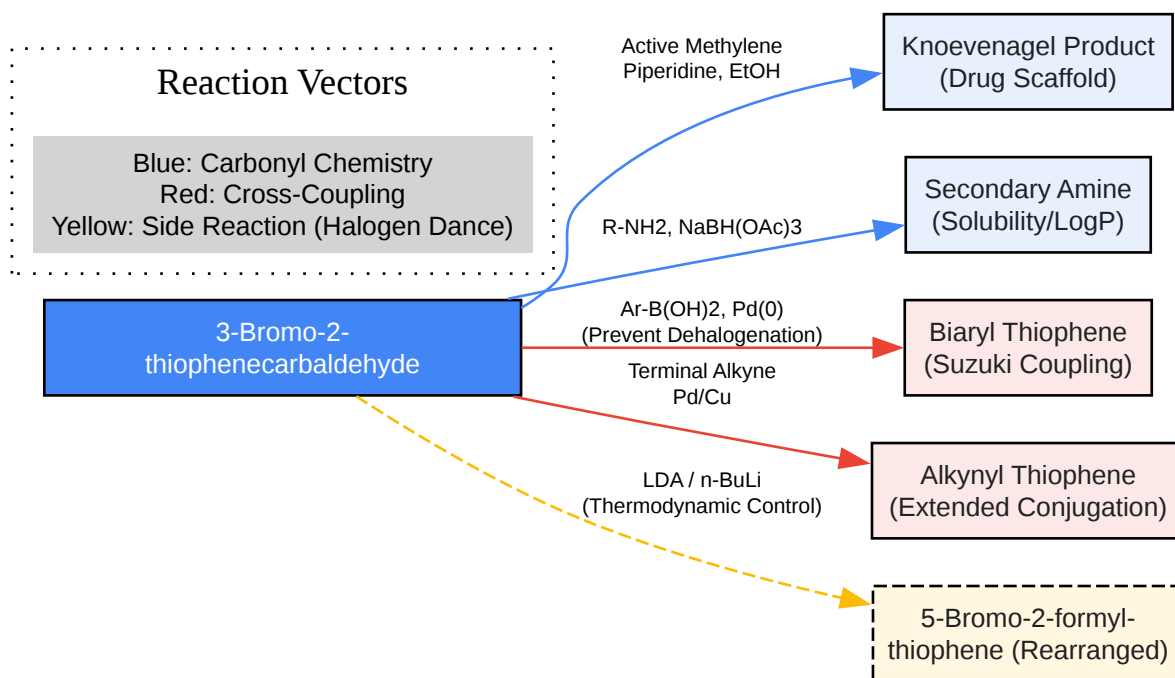 Reaction Vectors
Blue: Carbonyl Chemistry
Red: Cross-Coupling
Yellow: Side Reaction (Halogen Dance)
3-Bromo-2-
thiophenecarbaldehyde
Active Methylene
Piperidine, EtOH
Knoevenagel Product
(Drug Scaffold)
R-NH2, NaBH(OAc)3
Secondary Amine
(Solubility/LogP)
Ar-B(OH)2, Pd(0)
(Prevent Dehalogenation)
Biaryl Thiophene
(Suzuki Coupling)
Terminal Alkyne
Pd/Cu
Alkynyl Thiophene
(Extended Conjugation)
LDA / n-BuLi
(Thermodynamic Control)
5-Bromo-2-formyl-
thiophene (Rearranged)